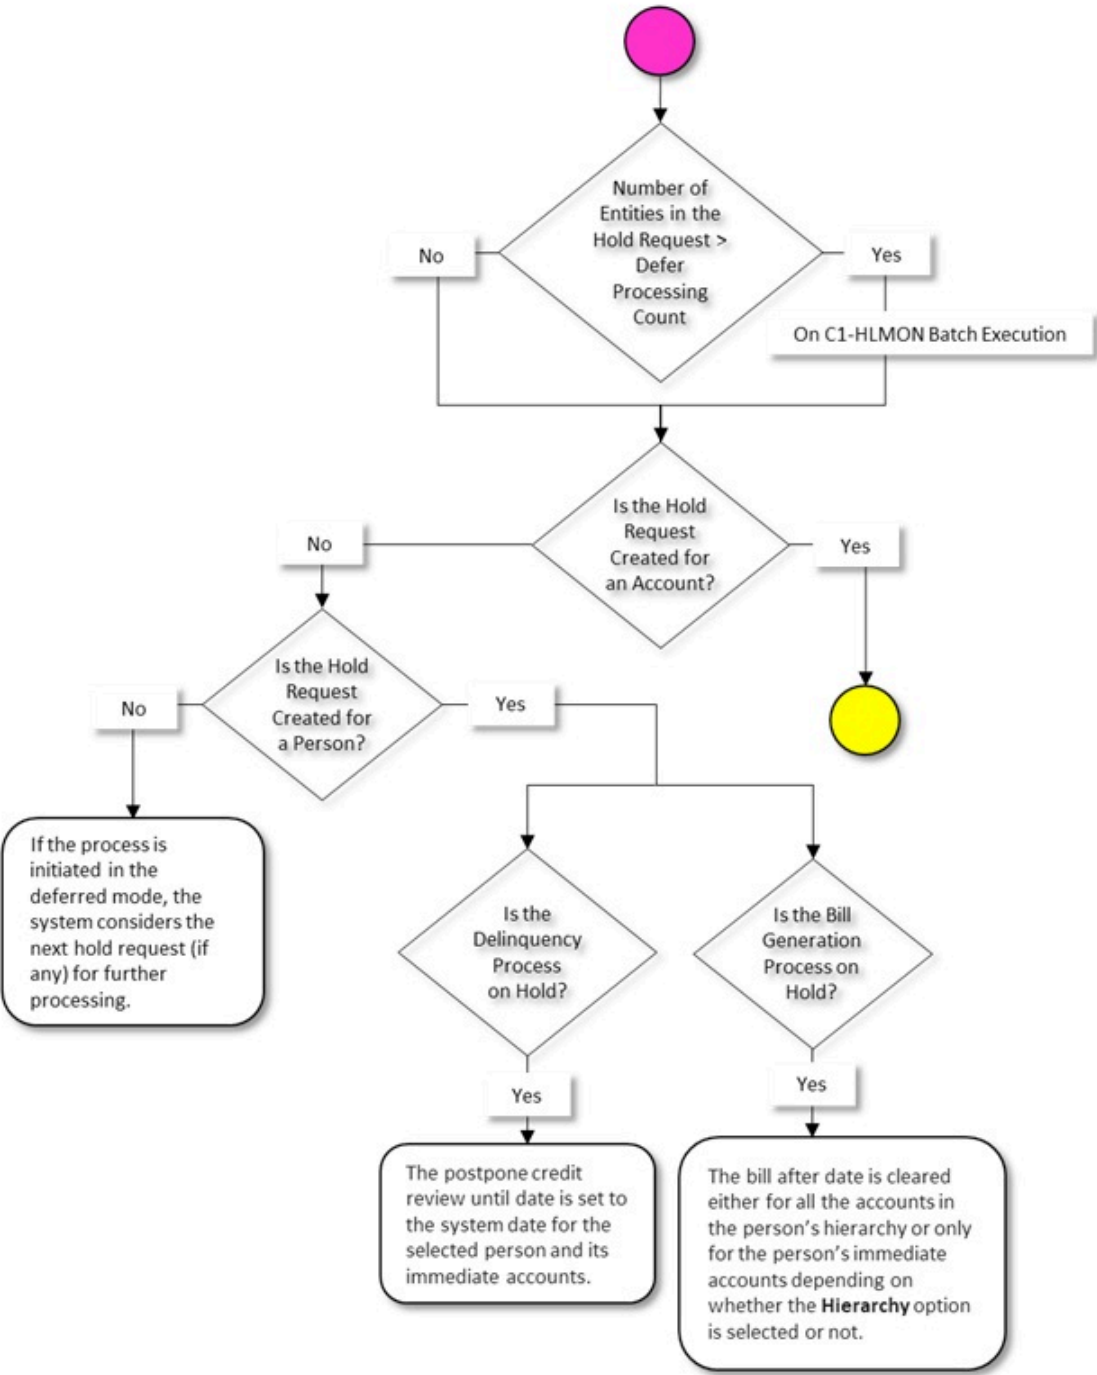 Number of
Entities in the
Hold Request >
Defer
Processing
Count
No
Yes
On C1-HLMON Batch Execution
Is the Hold
Request
Created for
an Account?
No
Yes
Is the Hold
Request
Created for
a Person?
No
Yes
If the process is
initiated in the
deferred mode, the
system considers the
next hold request (if
any) for further
processing.
Is the
Delinquency
Process
on Hold?
Is the Bill
Generation
Process on
Hold?
Yes
Yes
The postpone credit
review until date is set to
the system date for the
selected person and its
immediate accounts.
The bill after date is cleared
either for all the accounts in
the person’s hierarchy or only
for the person’s immediate
accounts depending on
whether the Hierarchy option
is selected or not.